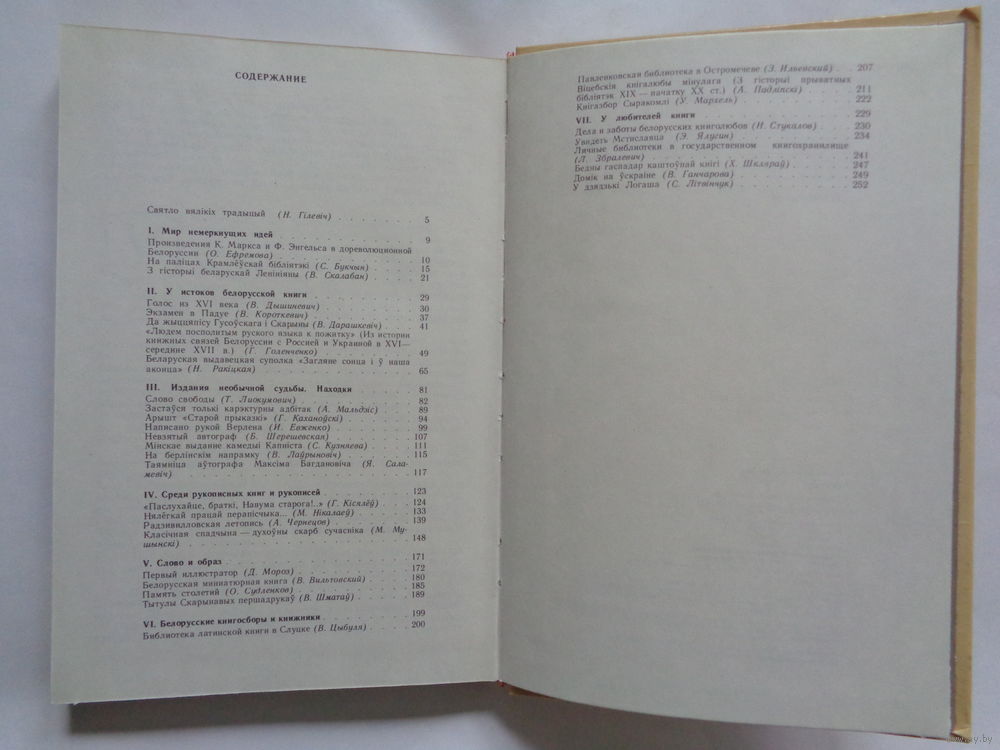 СОДЕРЖАНИЕ
Святло вялікіх традыцый (Н. Гілевіч) . . . . . . . 5
I. Мир немеркнущих идей . . . . . . . . . . . 9
Произведения К. Маркса и Ф. Энгельса в дореволюционной
Белоруссии (О. Ефремова) . . . . . . . . . . 10
На паліцах Крамлёўскай бібліятэкі (С. Букчын) . . . . 15
З гісторыі беларускай Ленініяны (В. Скалабан) . . . . 21
II. У истоков белорусской книги . . . . . . . . . 29
Голос из XVI века (В. Дышиневич) . . . . . . . . 30
Экзамен в Падуе (В. Короткевич) . . . . . . . . 37
Да жыццяпісу Гусоўскага і Скарыны (В. Дарашкевіч) . . . 41
«Людем посполитым руского языка к пожитку» (Из истории
книжных связей Белоруссии с Россией и Украиной в XVI—
середине XVII в.) (Г. Голенченко) . . . . . . . . 49
Беларуская выдавецкая суполка «Загляне сонца і ў наша
аконца» (Н. Ракіцкая) . . . . . . . . . . . 65
III. Издания необычной судьбы. Находки . . . . . . 81
Слово свободы (Т. Лиокумович) . . . . . . . . . 82
Застаўся толькі карэктурны адбітак (А. Мальдзіс) . . . . 89
Арышт «Старой прыказкі» (Г. Каханоўскі) . . . . . . 94
Написано рукой Верлена (И. Евженко) . . . . . . . 99
Невзятый автограф (Б. Шерешевская) . . . . . . . 107
Мінскае выданне камедыі Капніста (С. Кузняева) . . . . 111
На берлінскім напрамку (В. Лаўрыновіч) . . . . . . 115
Таямніца аўтографа Максіма Багдановіча (Я. Сала-
мевіч) . . . . . . . . . . . . . . . . 117
IV. Среди рукописных книг и рукописей . . . . . . . 123
«Паслухайце, браткі, Навума старога!..» (Г. Кісялёў) . . . 124
Нялёгкай працай перапісчыка... (М. Нікалаеў) . . . . . 133
Радзивилловская летопись (А. Чернецов) . . . . . . 139
Класічная спадчына — духоўны скарб сучасніка (М. Му-
шынскі) . . . . . . . . . . . . . . . . 148
V. Слово и образ . . . . . . . . . . . . . . 171
Первый иллюстратор (Д. Мороз) . . . . . . . . . 172
Белорусская миниатюрная книга (В. Вильтовский) . . . . 180
Память столетий (О. Судленков) . . . . . . . . . 185
Тытулы Скарынавых першадрукаў (В. Шматаў) . . . . . 189
VI. Белорусские книгосборы и книжники . . . . . . . 199
Библиотека латинской книги в Слуцке (В. Цыбуля) . . . . 200
Павленковская библиотека в Остромечеве (З. Ильевский) . . 207
Віцебскія кнігалюбы мінулага (З гісторыі прыватных
бібліятэк XIX — пачатку XX ст.) (А. Падліпскі) . . . . 211
Кнігазбор Сыракомлі (У. Мархель) . . . . . . . . 222
VII. У любителей книги . . . . . . . . . . . 229
Дела и заботы белорусских книголюбов (Н. Стукалов) . . . 230
Увидеть Мстиславца (Э. Ялугин) . . . . . . . . . 234
Личные библиотеки в государственном книгохранилище
(Л. Збралевич) . . . . . . . . . . . . . 241
Бедны гаспадар каштоўнай кнігі (Х. Шкляраў) . . . . . 247
Домік на ўскраіне (В. Ганчарова) . . . . . . . . 249
У дзядзькі Логаша (С. Літвінчук) . . . . . . . . 252
ay.by